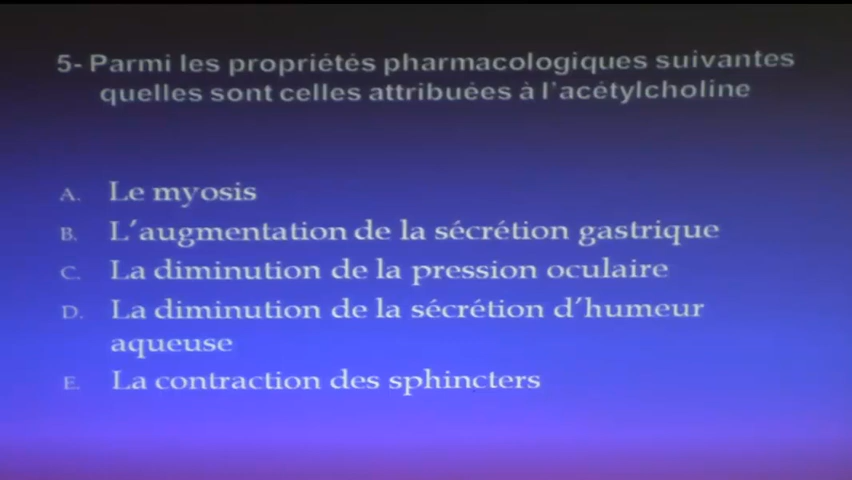 5- Parmi les propriétés pharmacologiques suivantes
quelles sont celles attribuées à l'acétylcholine
A. Le myosis
B. L'augmentation de la sécrétion gastrique
C. La diminution de la pression oculaire
D. La diminution de la sécrétion d'humeur
aqueuse
E. La contraction des sphincters